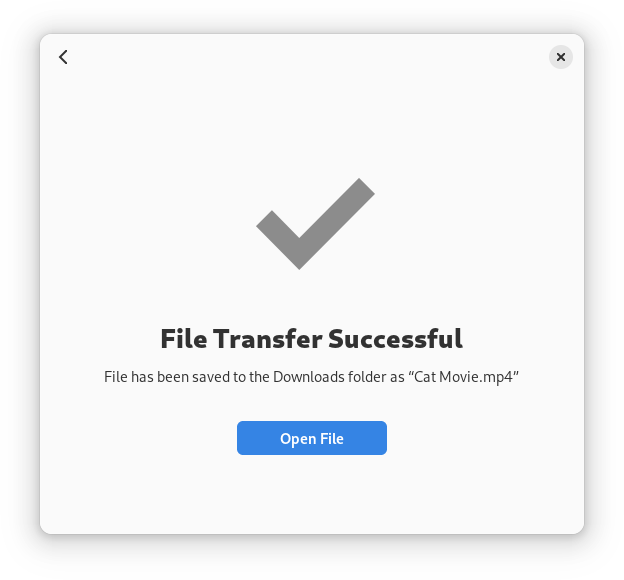 File Transfer Successful
File has been saved to the Downloads folder as “Cat Movie.mp4”
Open File